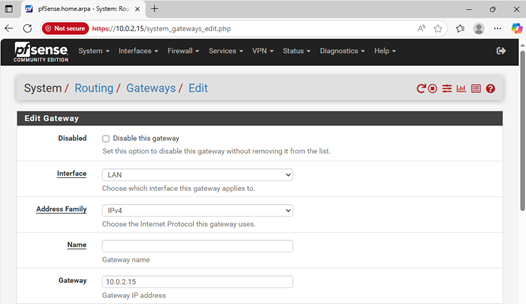 pfSense.home.arpa - System: Rou
Not secure https://10.0.2.15/system_gateways_edit.php
pfsense
COMMUNITY EDITION
System Interfaces Firewall Services VPN Status Diagnostics Help
System / Routing / Gateways / Edit
Edit Gateway
Disabled Disable this gateway
Set this option to disable this gateway without removing it from the list.
Interface LAN
Choose which interface this gateway applies to.
Address Family IPv4
Choose the Internet Protocol this gateway uses.
Name
Gateway name
Gateway 10.0.2.15
Gateway IP address